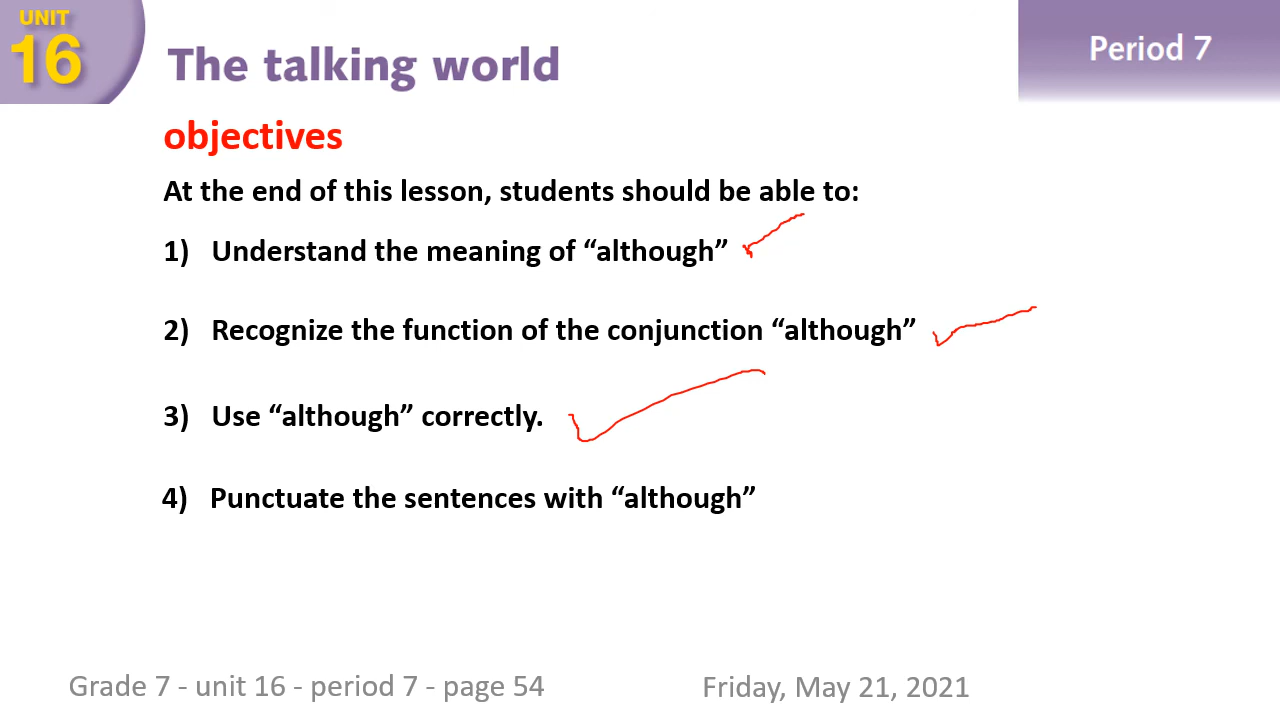 UNIT
16
The talking world
Period 7
objectives
At the end of this lesson, students should be able to:
1) Understand the meaning of “although”
2) Recognize the function of the conjunction “although”
3) Use “although” correctly.
4) Punctuate the sentences with “although”
Grade 7 - unit 16 - period 7 - page 54
Friday, May 21, 2021